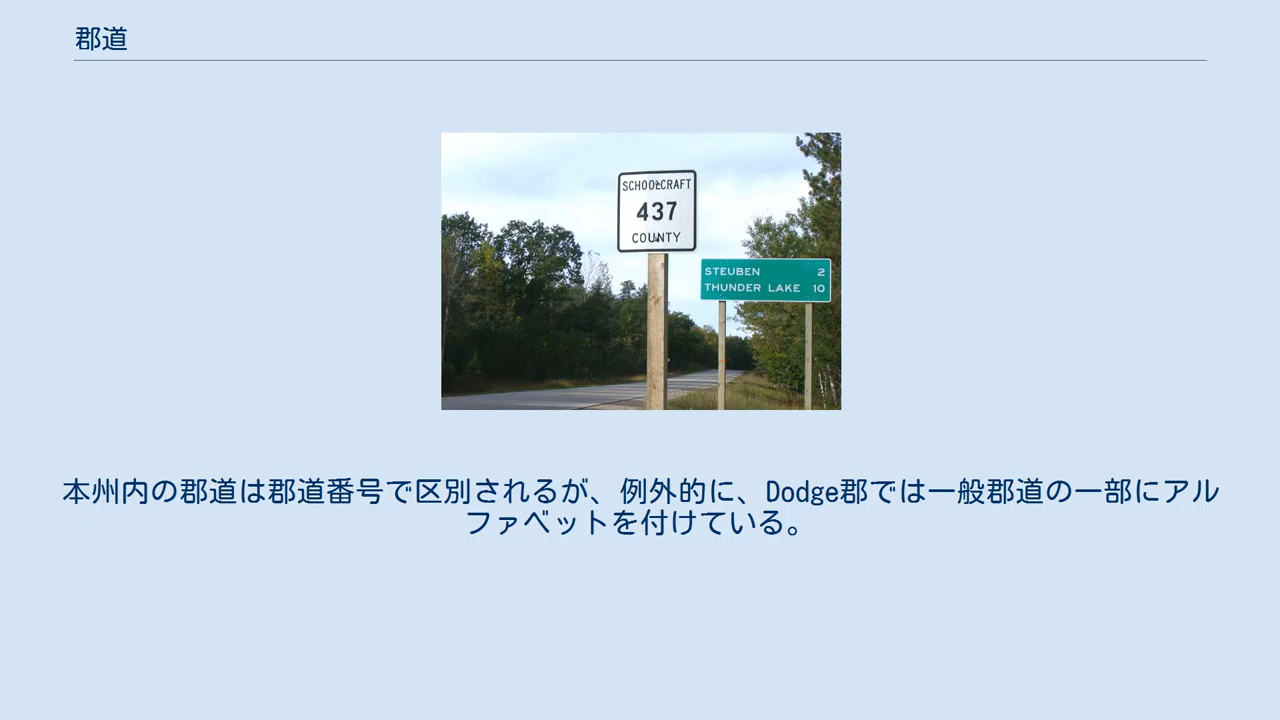 郡道
SCHOOLCRAFT
437
COUNTY
STEUBEN 2
THUNDER LAKE 10
本州内の郡道は郡道番号で区別されるが、例外的に、Dodge郡では一般郡道の一部にアル
ファベットを付けている。